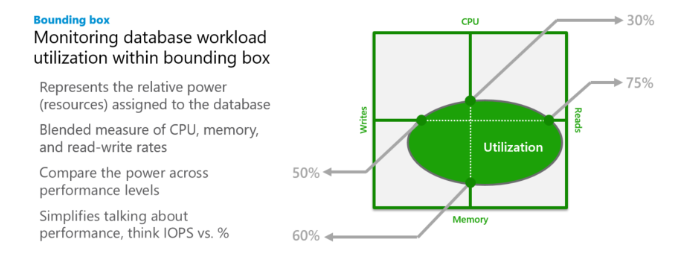 Bounding box
Monitoring database workload
utilization within bounding box
Represents the relative power
(resources) assigned to the database
Blended measure of CPU, memory,
and read-write rates
Compare the power across
performance levels
Simplifies talking about
performance, think IOPS vs. %
CPU
30%
75%
Writes
Reads
Utilization
50%
Memory
60%